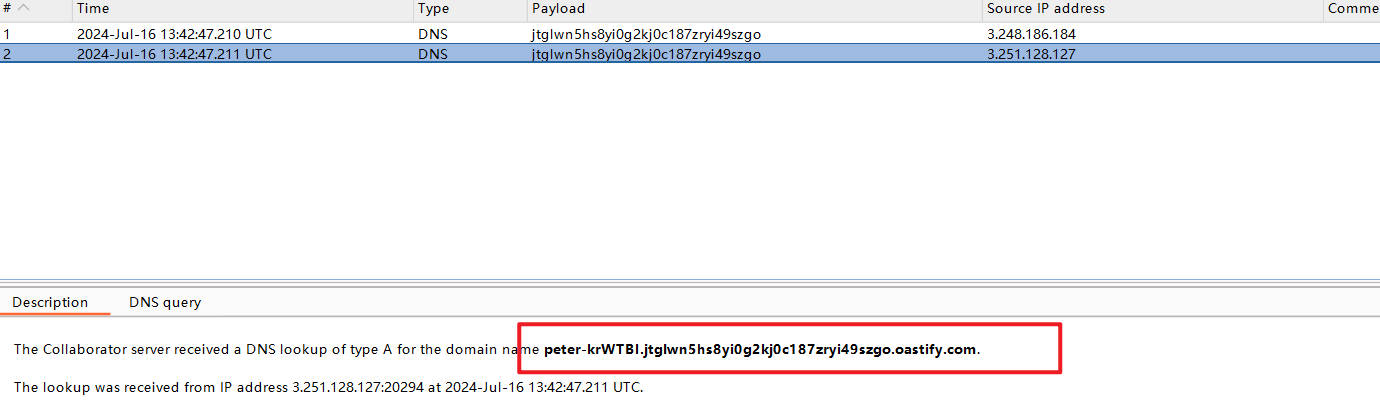 # Time Type Payload Source IP address Comme
1 2024-Jul-16 13:42:47.210 UTC DNS jtglwn5hs8yi0g2kj0c187zryi49szgo 3.248.186.184
2 2024-Jul-16 13:42:47.211 UTC DNS jtglwn5hs8yi0g2kj0c187zryi49szgo 3.251.128.127
Description DNS query
The Collaborator server received a DNS lookup of type A for the domain name peter-krWTBI.jtglwn5hs8yi0g2kj0c187zryi49szgo.oastify.com.
The lookup was received from IP address 3.251.128.127:20294 at 2024-Jul-16 13:42:47.211 UTC.